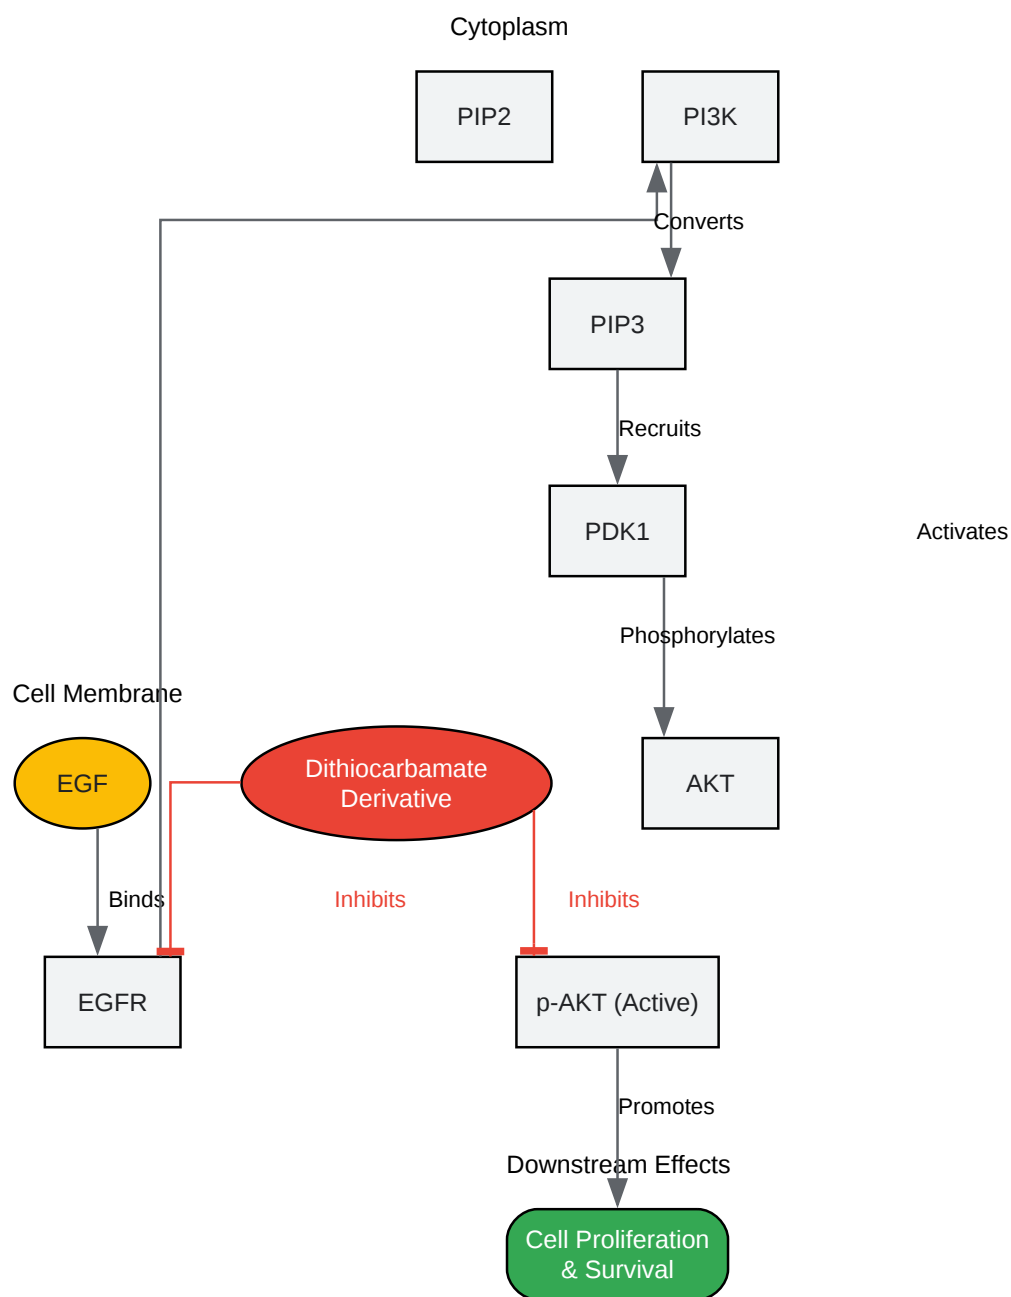 Cytoplasm
PIP2
PI3K
Converts
PIP3
Recruits
PDK1
Activates
Phosphorylates
Cell Membrane
EGF
Dithiocarbamate
Derivative
AKT
Binds
Inhibits
Inhibits
EGFR
p-AKT (Active)
Promotes
Downstream Effects
Cell Proliferation
& Survival